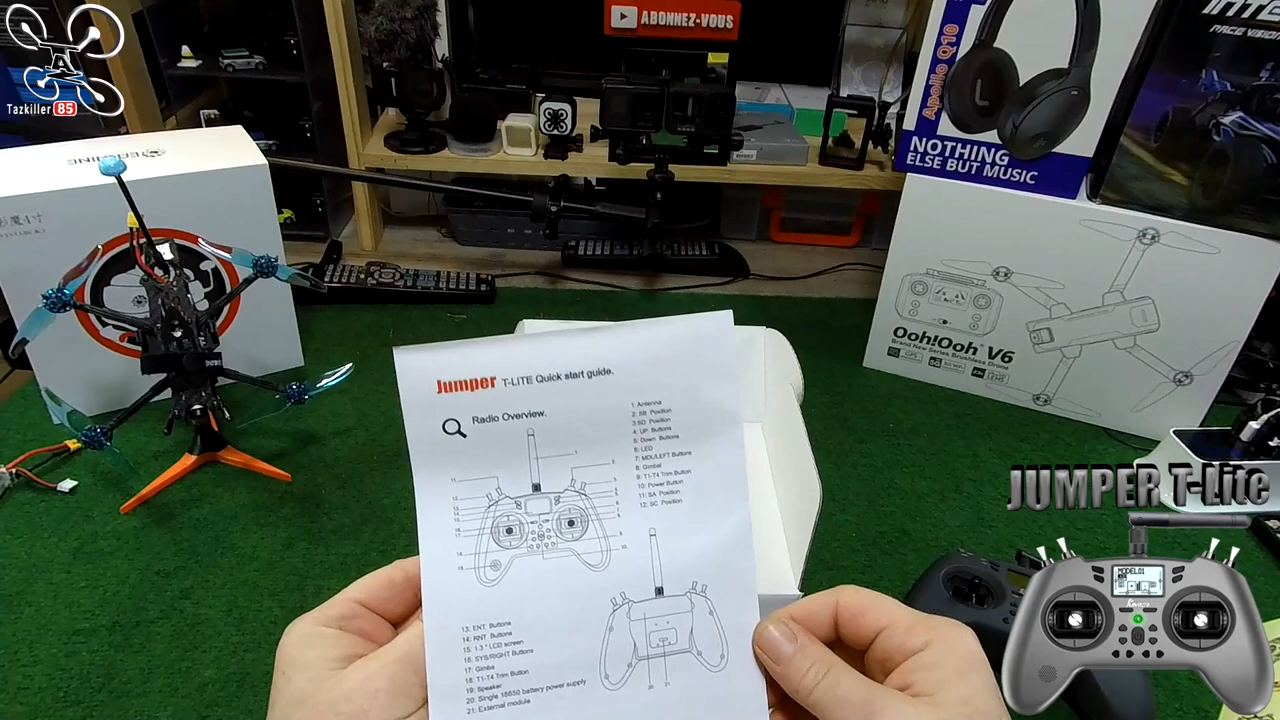 Tazkiller 85
ABONNEZ-VOUS
Apollo Q10
NOTHING
ELSE BUT MUSIC
Ooh!Ooh® V6
Brand New Series Brushless Drone
GPS
Jumper T-LITE Quick start guide.
Radio Overview.
1: Antenna
2: SB Position
3:SD Position
4: UP Buttons
5: Down Buttons
6: LED
7: MDL/LEFT Buttons
8: Gimbal
9: T1-T4 Trim Button
10: Power Button
11: SA Position
12: SC Position
13: ENT Buttons
14: RNT Buttons
15: 1.3 " LCD screen
16: SYS/RIGHT Buttons
17: Gimba
18: T1-T4 Trim Button
19: Speaker
20: Single 18650 battery power supply
21: External module
20 21
JUMPER T-Lite
MODEL01